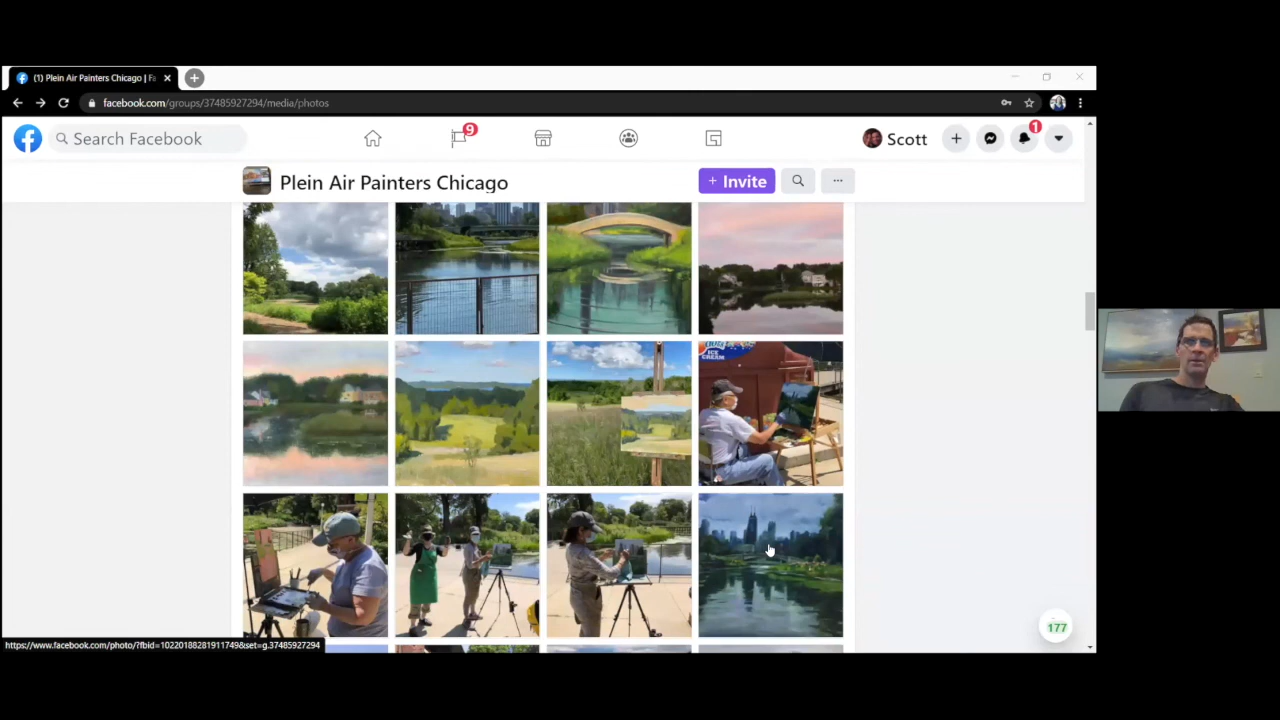 (1) Plein Air Painters Chicago | Fa
facebook.com/groups/37485927294/media/photos
Search Facebook
9
Scott
1
Plein Air Painters Chicago
+ Invite
ICE
CREAM
177
https://www.facebook.com/photo/?fbid=10220188281911749&set=g.37485927294